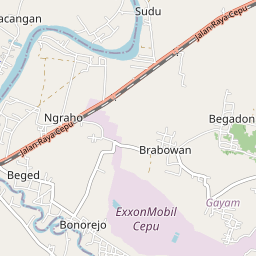 Sudu
acangan
Jalan Raya Cepu
Ngraho
Begadon
Jalan Raya Cepu
Brabowan
Beged
Gayam
ExxonMobil
Cepu
Bonorejo